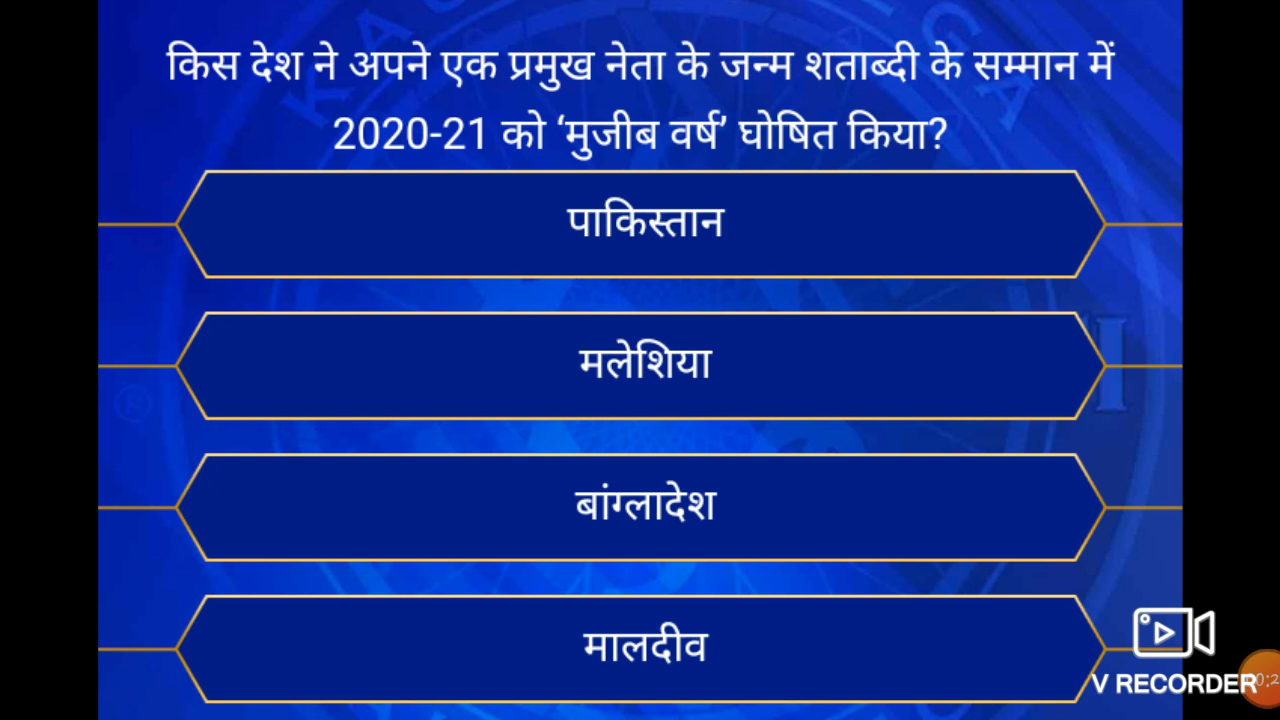 किस देश ने अपने एक प्रमुख नेता के जन्म शताब्दी के सम्मान में
2020-21 को ‘मुजीब वर्ष’ घोषित किया?
पाकिस्तान
मलेशिया
बांग्लादेश
मालदीव
V RECORDER